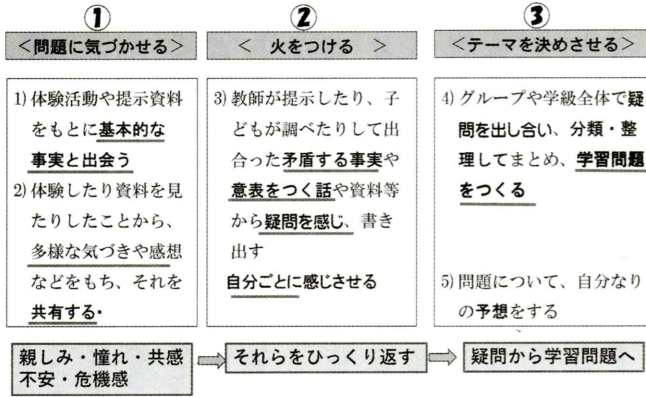 ①
＜問題に気づかせる＞
1) 体験活動や提示資料
をもとに基本的な
事実と出会う
2) 体験したり資料を見
たりしたことから、
多様な気づきや感想
などをもち、それを
共有する・
親しみ・憧れ・共感
不安・危機感
②
＜ 火をつける ＞
3) 教師が提示したり、子
どもが調べたりして出
合った矛盾する事実や
意表をつく話や資料等
から疑問を感じ、書き
出す
自分ごとに感じさせる
それらをひっくり返す
③
＜テーマを決めさせる＞
4) グループや学級全体で疑
問を出し合い、分類・整
理してまとめ、学習問題
をつくる
5) 問題について、自分なり
の予想をする
疑問から学習問題へ